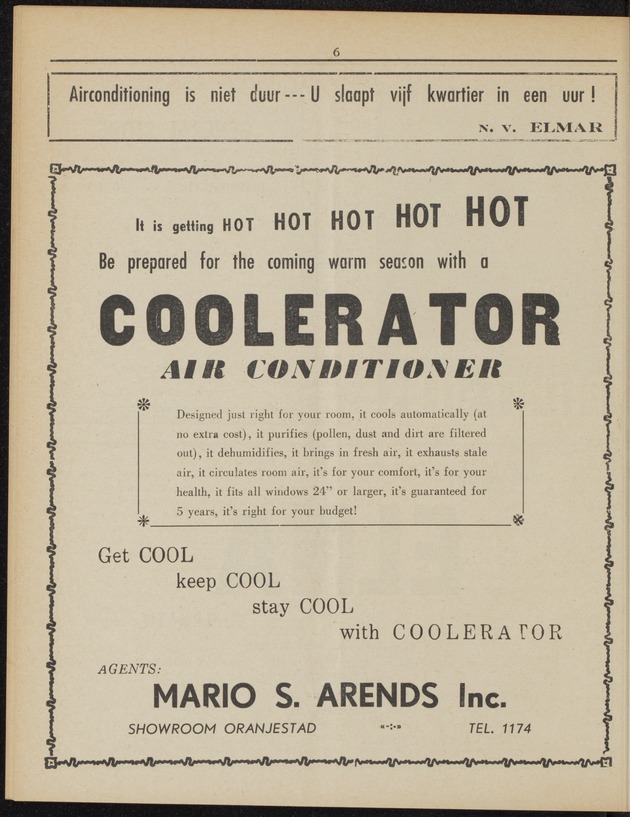 6
Airconditioning is niet duur --- U slaapt vijf kwartier in een uur !
N. V. ELMAR
It is getting HOT HOT HOT HOT HOT
Be prepared for the coming warm season with a
COOLERATOR
AIR CONDITIONER
Designed just right for your room, it cools automatically (at
no extra cost), it purifies (pollen, dust and dirt are filtered
out), it dehumidifies, it brings in fresh air, it exhausts stale
air, it circulates room air, it's for your comfort, it's for your
health, it fits all windows 24" or larger, it's guaranteed for
5 years, it's right for your budget!
Get COOL
keep COOL
stay COOL
with COOLERATOR
AGENTS:
MARIO S. ARENDS Inc.
SHOWROOM ORANJESTAD «-:-» TEL. 1174